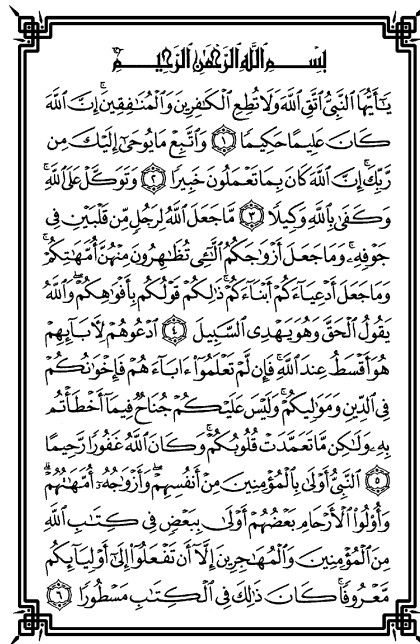 بِسْمِ اللَّهِ الرَّحْمَٰنِ الرَّحِيمِ
يَٰٓأَيُّهَا ٱلنَّبِيُّ ٱتَّقِ ٱللَّهَ وَلَا تُطِعِ ٱلْكَٰفِرِينَ وَٱلْمُنَٰفِقِينَۚ إِنَّ ٱللَّهَ
كَانَ عَلِيمًا حَكِيمًا ١ وَٱتَّبِعْ مَا يُوحَىٰٓ إِلَيْكَ مِن
رَّبِّكَۚ إِنَّ ٱللَّهَ كَانَ بِمَا تَعْمَلُونَ خَبِيرًا ٢ وَتَوَكَّلْ عَلَى ٱللَّهِۚ
وَكَفَىٰ بِٱللَّهِ وَكِيلًا ٣ مَّا جَعَلَ ٱللَّهُ لِرَجُلٍ مِّن قَلْبَيْنِ فِى
جَوْفِهِۦۚ وَمَا جَعَلَ أَزْوَٰجَكُمُ ٱلَّٰٓـِٔى تُظَٰهِرُونَ مِنْهُنَّ أُمَّهَٰتِكُمْۚ
وَمَا جَعَلَ أَدْعِيَآءَكُمْ أَبْنَآءَكُمْۚ ذَٰلِكُمْ قَوْلُكُم بِأَفْوَٰهِكُمْۖ وَٱللَّهُ
يَقُولُ ٱلْحَقَّ وَهُوَ يَهْدِى ٱلسَّبِيلَ ٤ ٱدْعُوهُمْ لِأٓبَآئِهِمْ
هُوَ أَقْسَطُ عِندَ ٱللَّهِۚ فَإِن لَّمْ تَعْلَمُوٓا۟ ءَابَآءَهُمْ فَإِخْوَٰنُكُمْ
فِى ٱلدِّينِ وَمَوَٰلِيكُمْۚ وَلَيْسَ عَلَيْكُمْ جُنَاحٌ فِيمَآ أَخْطَأْتُم
بِهِۦ وَلَٰكِن مَّا تَعَمَّدَتْ قُلُوبُكُمْۚ وَكَانَ ٱللَّهُ غَفُورًا رَّحِيمًا
٥ ٱلنَّبِىُّ أَوْلَىٰ بِٱلْمُؤْمِنِينَ مِنْ أَنفُسِهِمْۖ وَأَزْوَٰجُهُۥٓ أُمَّهَٰتُهُمْۗ
وَأُو۟لُوا۟ ٱلْأَرْحَامِ بَعْضُهُمْ أَوْلَىٰ بِبَعْضٍ فِى كِتَٰبِ ٱللَّهِ
مِنَ ٱلْمُؤْمِنِينَ وَٱلْمُهَٰجِرِينَ إِلَّآ أَن تَفْعَلُوٓا۟ إِلَىٰٓ أَوْلِيَآئِكُم
مَّعْرُوفًاۚ كَانَ ذَٰلِكَ فِى ٱلْكِتَٰبِ مَسْطُورًا ٦